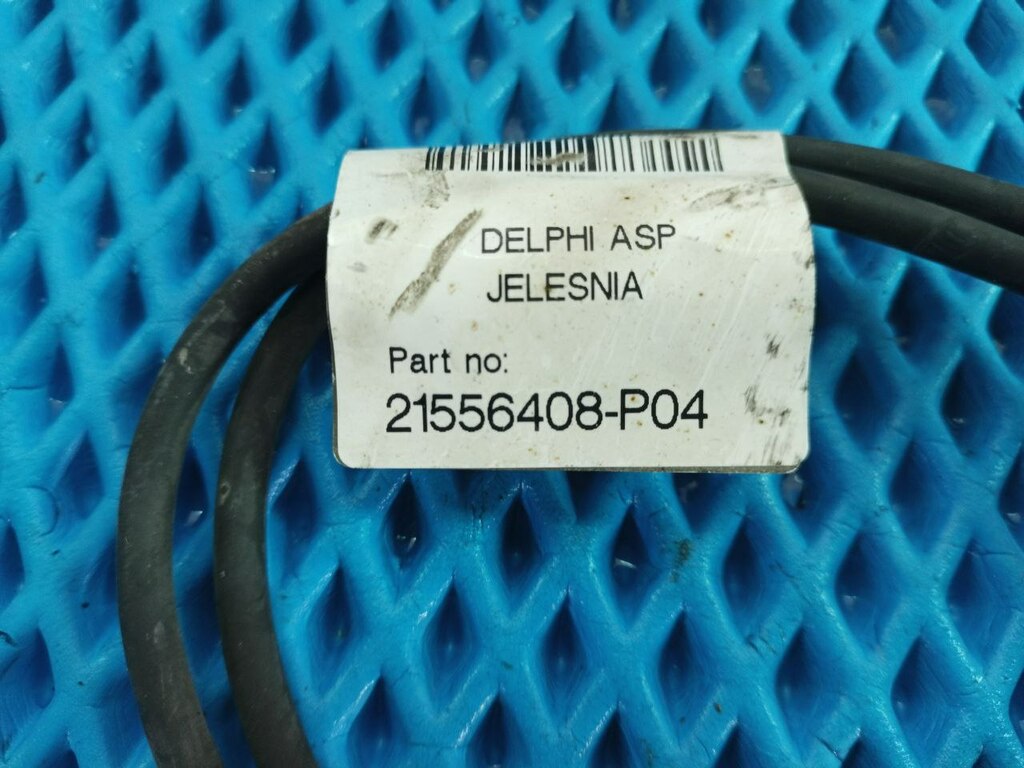 DELPHI ASP
JELESNIA
Part no:
21556408-P04